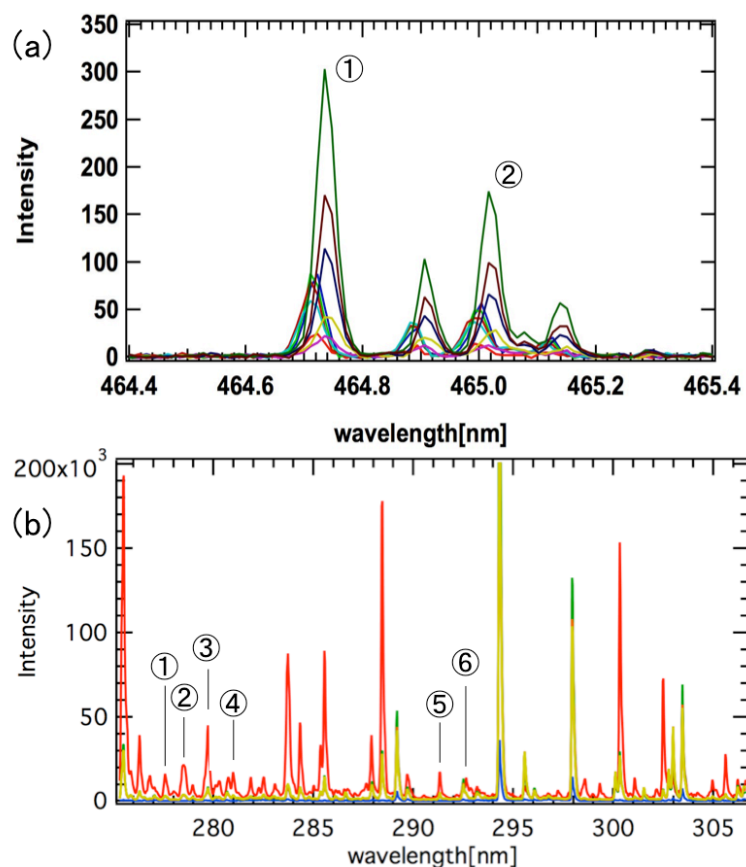 (a)
350
300
250
200
150
100
50
0
Intensity
①
②
464.4 464.6 464.8 465.0 465.2 465.4
wavelength[nm]
(b)
200x10³
150
100
50
0
Intensity
① ② ③ ④ ⑤ ⑥
280 285 290 295 300 305
wavelength[nm]